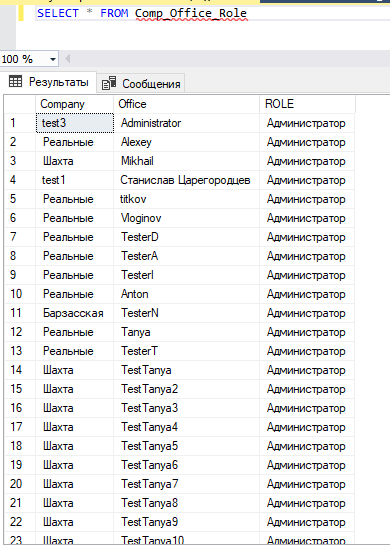 SELECT * FROM Comp_Office_Role
100 %
Результаты Сообщения
Company Office ROLE
1 test3 Administrator Администратор
2 Реальные Alexey Администратор
3 Шахта Mikhail Администратор
4 test1 Станислав Царегородцев Администратор
5 Реальные titkov Администратор
6 Реальные Vloginov Администратор
7 Реальные TesterD Администратор
8 Реальные TesterA Администратор
9 Реальные TesterI Администратор
10 Реальные Anton Администратор
11 Барзасская TesterN Администратор
12 Реальные Tanya Администратор
13 Реальные TesterT Администратор
14 Шахта TestTanya Администратор
15 Шахта TestTanya2 Администратор
16 Шахта TestTanya3 Администратор
17 Шахта TestTanya4 Администратор
18 Шахта TestTanya5 Администратор
19 Шахта TestTanya6 Администратор
20 Шахта TestTanya7 Администратор
21 Шахта TestTanya8 Администратор
22 Шахта TestTanya9 Администратор
23 Шахта TestTanya10 Администратор